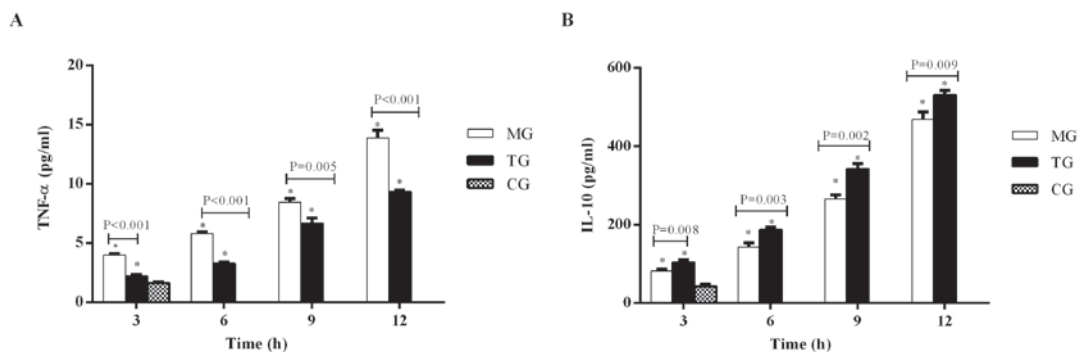 A
TNF-α (pg/ml)
20
15
10
5
0
P<0.001
*
*
P<0.001
*
*
P=0.005
*
*
P<0.001
*
*
3
6
9
12
Time (h)
MG
TG
CG
B
IL-10 (pg/ml)
600
400
200
0
P=0.008
*
*
P=0.003
*
*
P=0.002
*
*
P=0.009
*
*
3
6
9
12
Time (h)
MG
TG
CG